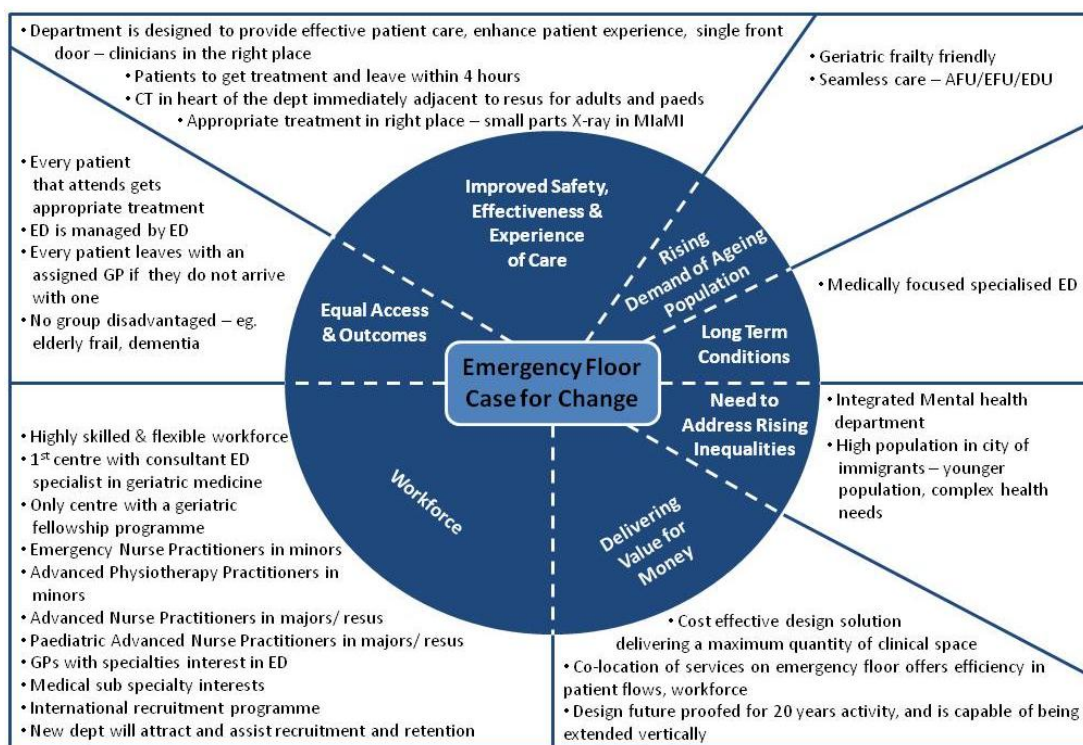 • Department is designed to provide effective patient care, enhance patient experience, single front
door – clinicians in the right place
• Patients to get treatment and leave within 4 hours
• CT in heart of the dept immediately adjacent to resus for adults and paeds
• Appropriate treatment in right place – small parts X-ray in MIaMI
• Geriatric frailty friendly
• Seamless care – AFU/EFU/EDU
• Every patient
that attends gets
appropriate treatment
• ED is managed by ED
• Every patient leaves with an
assigned GP if they do not arrive
with one
• No group disadvantaged – eg.
elderly frail, dementia
Improved Safety,
Effectiveness &
Experience
of Care
Rising
Demand of Ageing
Population
• Medically focused specialised ED
Equal Access
& Outcomes
Long Term
Conditions
Emergency Floor
Case for Change
Need to
Address Rising
Inequalities
• Integrated Mental health
department
• High population in city of
immigrants – younger
population, complex health
needs
Workforce
Delivering
Value for
Money
• Highly skilled & flexible workforce
• 1st centre with consultant ED
specialist in geriatric medicine
• Only centre with a geriatric
fellowship programme
• Emergency Nurse Practitioners in minors
• Advanced Physiotherapy Practitioners in
minors
• Advanced Nurse Practitioners in majors/ resus
• Paediatric Advanced Nurse Practitioners in majors/ resus
• GPs with specialties interest in ED
• Medical sub specialty interests
• International recruitment programme
• New dept will attract and assist recruitment and retention
• Cost effective design solution
delivering a maximum quantity of clinical space
• Co-location of services on emergency floor offers efficiency in
patient flows, workforce
• Design future proofed for 20 years activity, and is capable of being
extended vertically